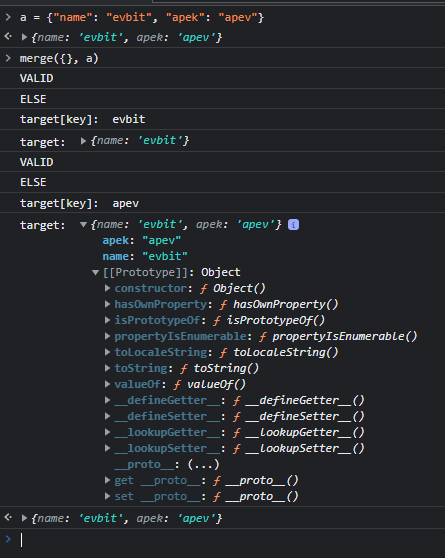 > a = {"name": "evbit", "apek": "apev"}
<· ▶ {name: 'evbit', apek: 'apev'}
> merge({}, a)
VALID
ELSE
target[key]:  evbit
target:  ▶ {name: 'evbit'}
VALID
ELSE
target[key]:  apev
target:  ▼ {name: 'evbit', apek: 'apev'} i
apek: "apev"
name: "evbit"
▼ [[Prototype]]: Object
▶ constructor: ƒ Object()
▶ hasOwnProperty: ƒ hasOwnProperty()
▶ isPrototypeOf: ƒ isPrototypeOf()
▶ propertyIsEnumerable: ƒ propertyIsEnumerable()
▶ toLocaleString: ƒ toLocaleString()
▶ toString: ƒ toString()
▶ valueOf: ƒ valueOf()
▶ __defineGetter__: ƒ __defineGetter__()
▶ __defineSetter__: ƒ __defineSetter__()
▶ __lookupGetter__: ƒ __lookupGetter__()
▶ __lookupSetter__: ƒ __lookupSetter__()
__proto__: (...)
▶ get __proto__: ƒ __proto__()
▶ set __proto__: ƒ __proto__()
<· ▶ {name: 'evbit', apek: 'apev'}
>